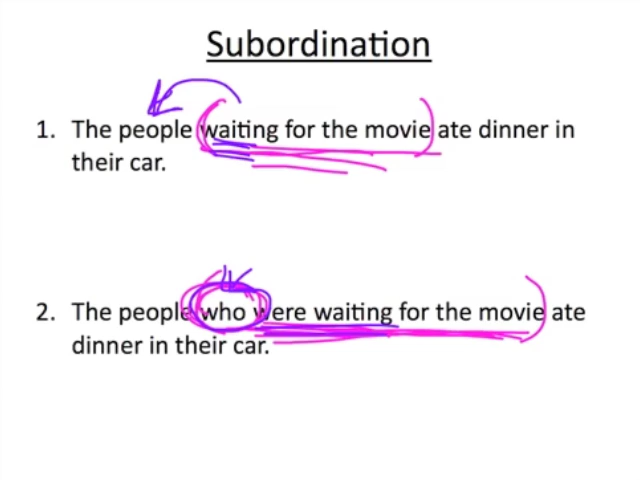 Subordination
1. The people waiting for the movie ate dinner in
their car.
2. The people who were waiting for the movie ate
dinner in their car.